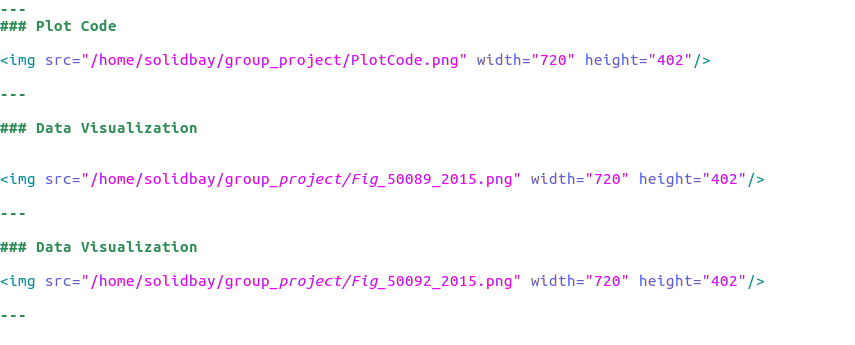 ---
### Plot Code
<img src="/home/solidbay/group_project/PlotCode.png" width="720" height="402"/>
---
### Data Visualization
<img src="/home/solidbay/group_project/Fig_50089_2015.png" width="720" height="402"/>
---
### Data Visualization
<img src="/home/solidbay/group_project/Fig_50092_2015.png" width="720" height="402"/>
---